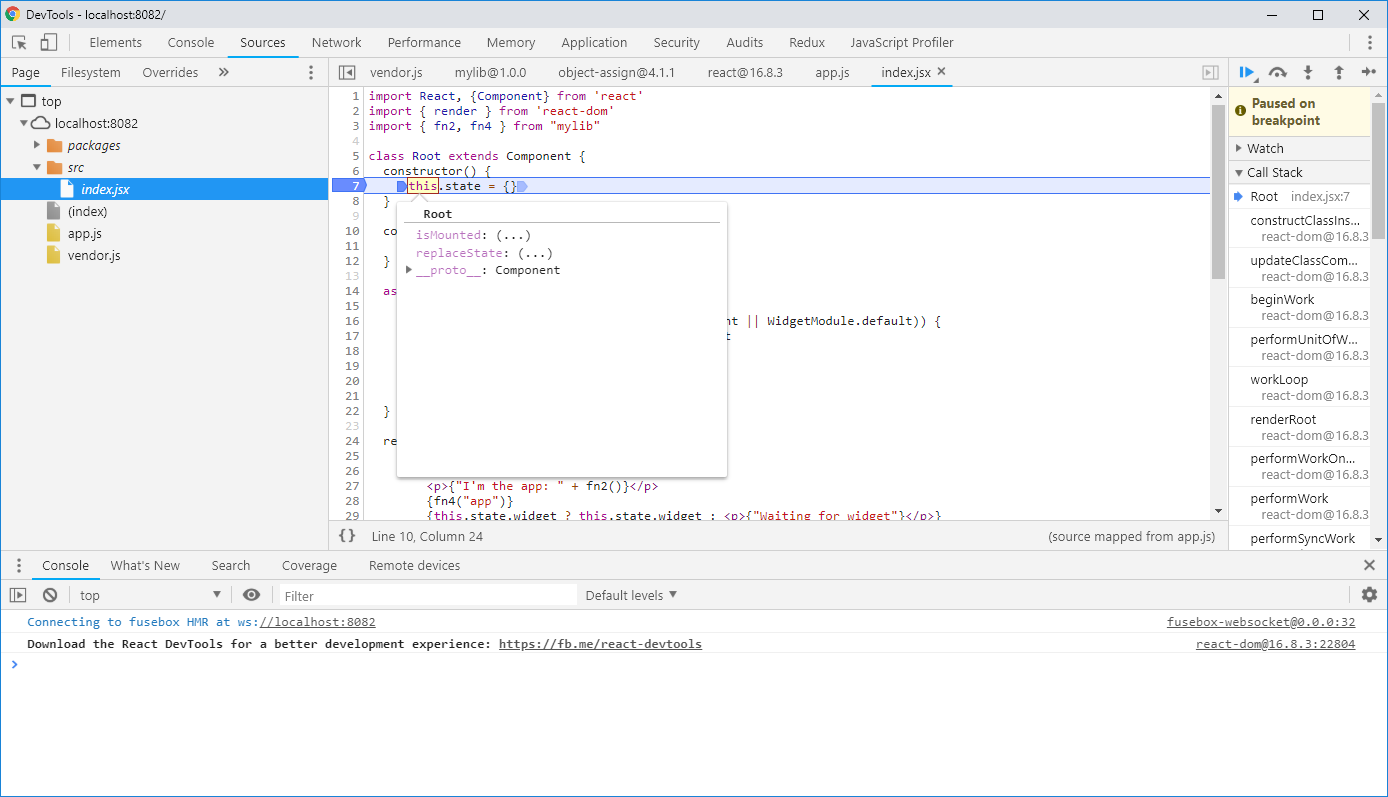 DevTools - localhost:8082/
Elements Console Sources Network Performance Memory Application Security Audits Redux JavaScript Profiler
Page Filesystem Overrides »
top
localhost:8082
packages
src
index.jsx
(index)
app.js
vendor.js
vendor.js mylib@1.0.0 object-assign@4.1.1 react@16.8.3 app.js index.jsx ×
1 import React, {Component} from 'react'
2 import { render } from 'react-dom'
3 import { fn2, fn4 } from "mylib"
4
5 class Root extends Component {
6 constructor() {
7 this.state = {}
8 }
9
10 co
11
12 }
13
14 as
15
16 nt || WidgetModule.default)) {
17 t
18
19
20
21
22 }
23
24 re
25
26
27 <p>{"I'm the app: " + fn2()}</p>
28 {fn4("app")}
29 {this.state.widget ? this.state.widget : <p>{"Waiting for widget"}</p>}
Root
isMounted: (...)
replaceState: (...)
__proto__: Component
{} Line 10, Column 24 (source mapped from app.js)
Paused on
breakpoint
Watch
Call Stack
Root index.jsx:7
constructClassIns...
react-dom@16.8.3
updateClassCom...
react-dom@16.8.3
beginWork
react-dom@16.8.3
performUnitOfW...
react-dom@16.8.3
workLoop
react-dom@16.8.3
renderRoot
react-dom@16.8.3
performWorkOn...
react-dom@16.8.3
performWork
react-dom@16.8.3
performSyncWork
Console What's New Search Coverage Remote devices
top Filter Default levels
Connecting to fusebox HMR at ws://localhost:8082 fusebox-websocket@0.0.0:32
Download the React DevTools for a better development experience: https://fb.me/react-devtools react-dom@16.8.3:22804
>